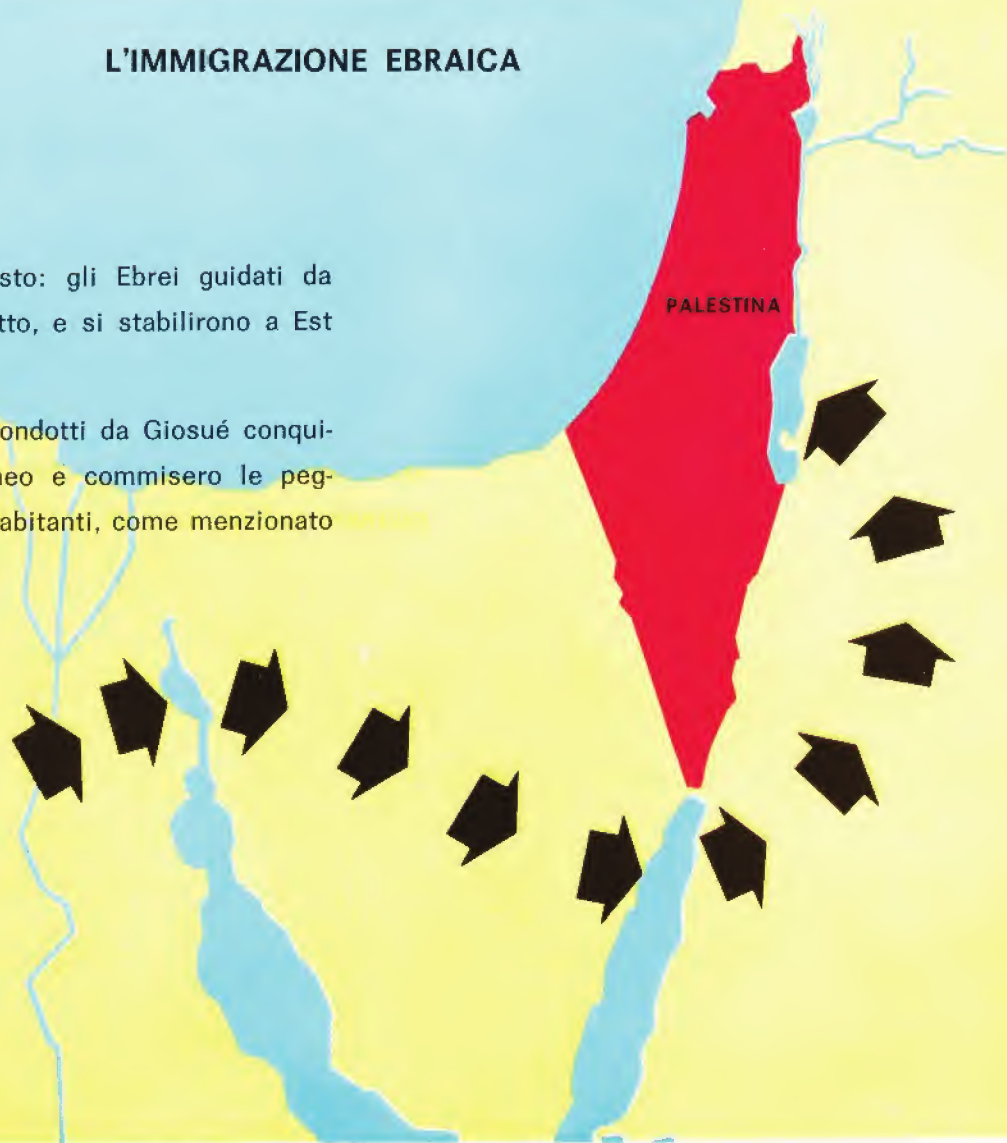 L'IMMIGRAZIONE EBRAICA
sto: gli Ebrei guidati da
tto, e si stabilirono a Est
PALESTINA
ondotti da Giosué conqui-
neo e commisero le peg-
abitanti, come menzionato